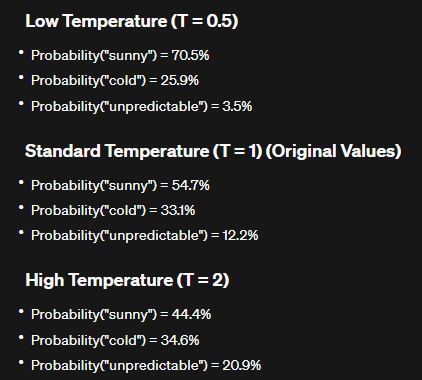 Low Temperature (T = 0.5)
• Probability("sunny") = 70.5%
• Probability("cold") = 25.9%
• Probability("unpredictable") = 3.5%
Standard Temperature (T = 1) (Original Values)
• Probability("sunny") = 54.7%
• Probability("cold") = 33.1%
• Probability("unpredictable") = 12.2%
High Temperature (T = 2)
• Probability("sunny") = 44.4%
• Probability("cold") = 34.6%
• Probability("unpredictable") = 20.9%